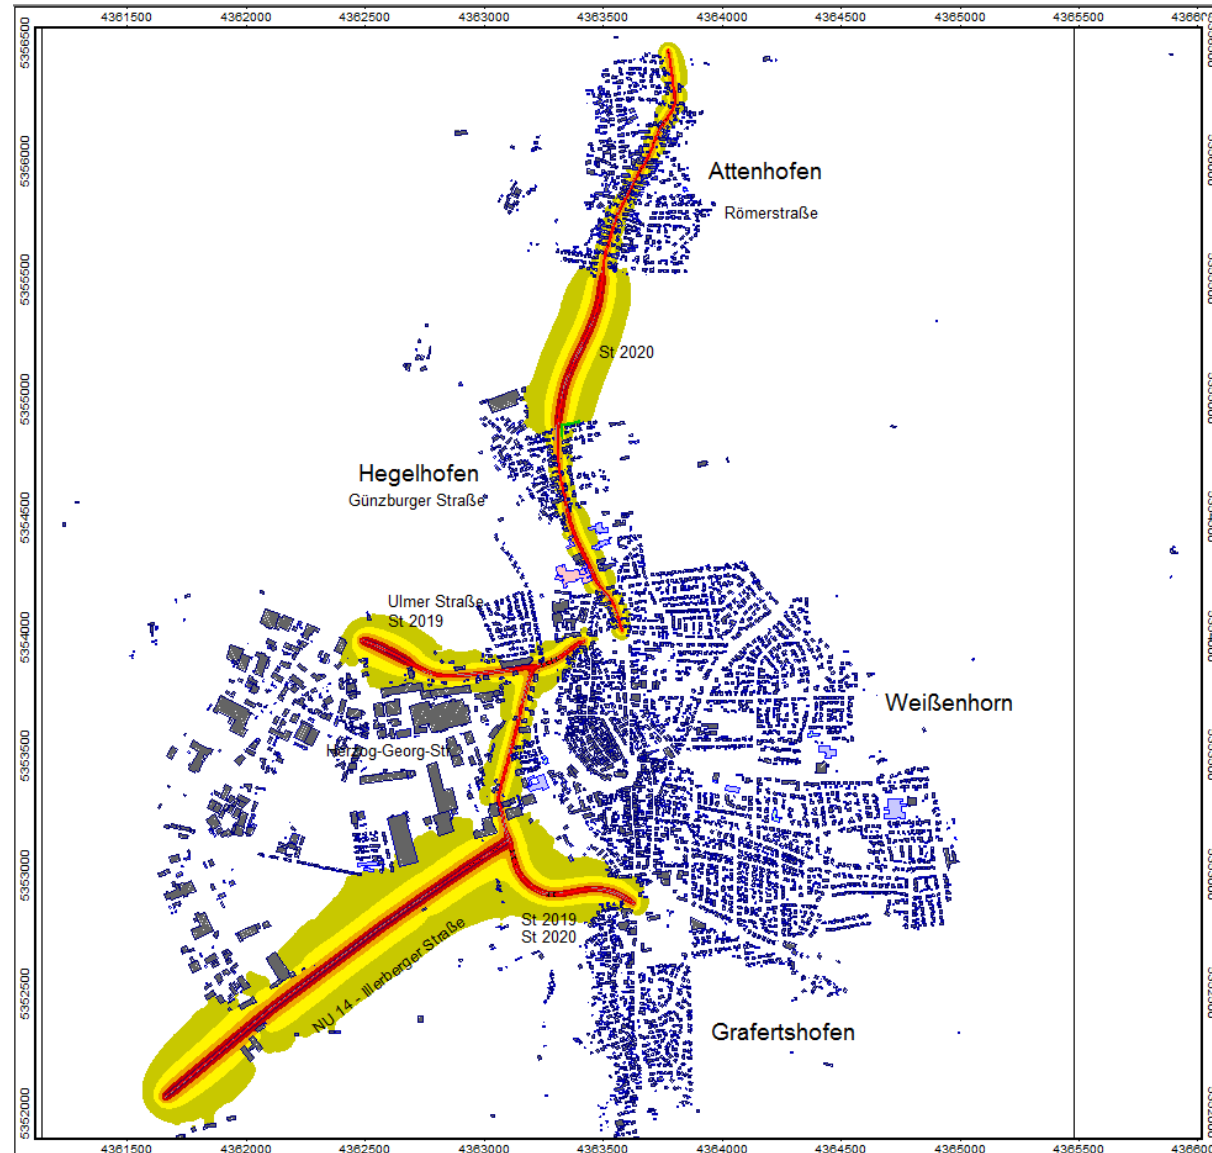 4361500 4362000 4362500 4363000 4363500 4364000 4364500 4365000 4365500
5356500
5356000
Attenhofen
Römerstraße
5355500
St 2020
5355000
Hegelhofen
Günzburger Straße
5354500
Ulmer Straße
St 2019
5354000
Weißenhorn
Herzog-Georg-Str.
5353500
5353000
St 2019
St 2020
NU 14 - Illerberger Straße
5352500
Grafertshofen
5352000
4361500 4362000 4362500 4363000 4363500 4364000 4364500 4365000 4365500